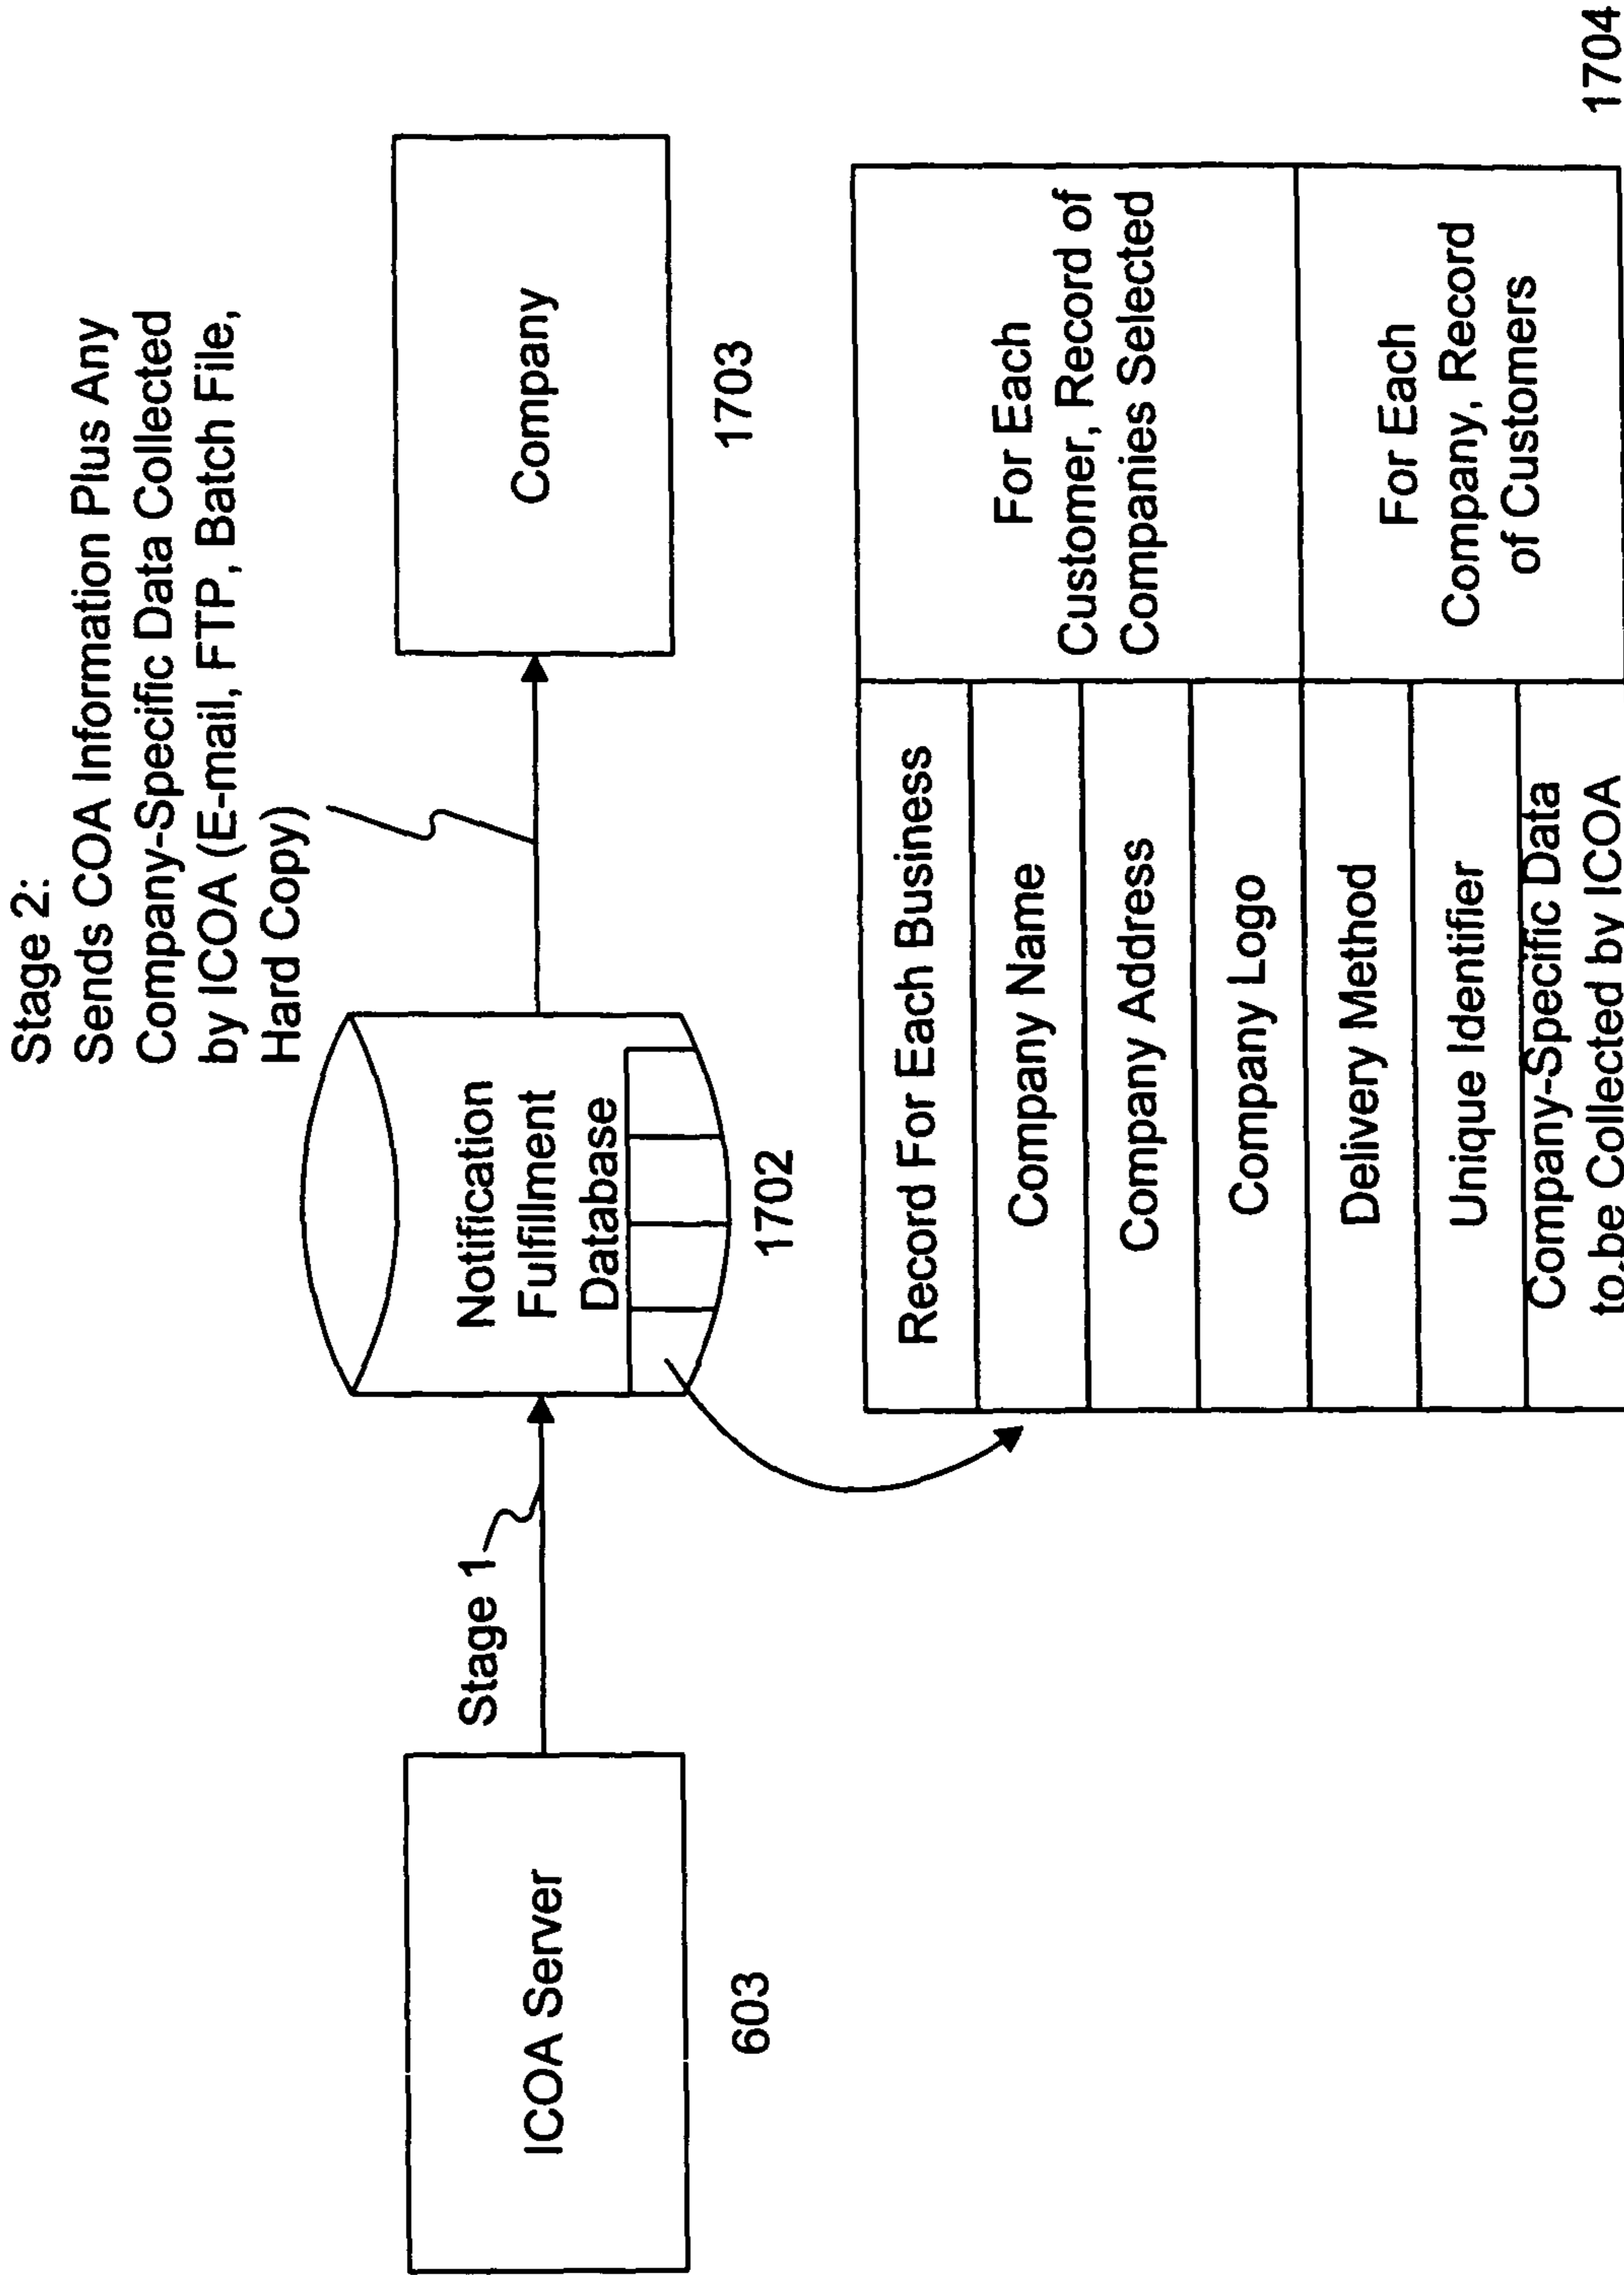 Stage 2:
Sends COA Information Plus Any
Company-Specific Data Collected
by ICOA (E-mail, FTP, Batch File,
Hard Copy)
Stage 1
ICOA Server
603
Notification
Fulfillment
Database
1702
Company
1703
Record For Each Business
Company Name
Company Address
Company Logo
Delivery Method
Unique Identifier
Company-Specific Data
to be Collected by ICOA
For Each
Customer, Record of
Companies Selected
For Each
Company, Record
of Customers
1704